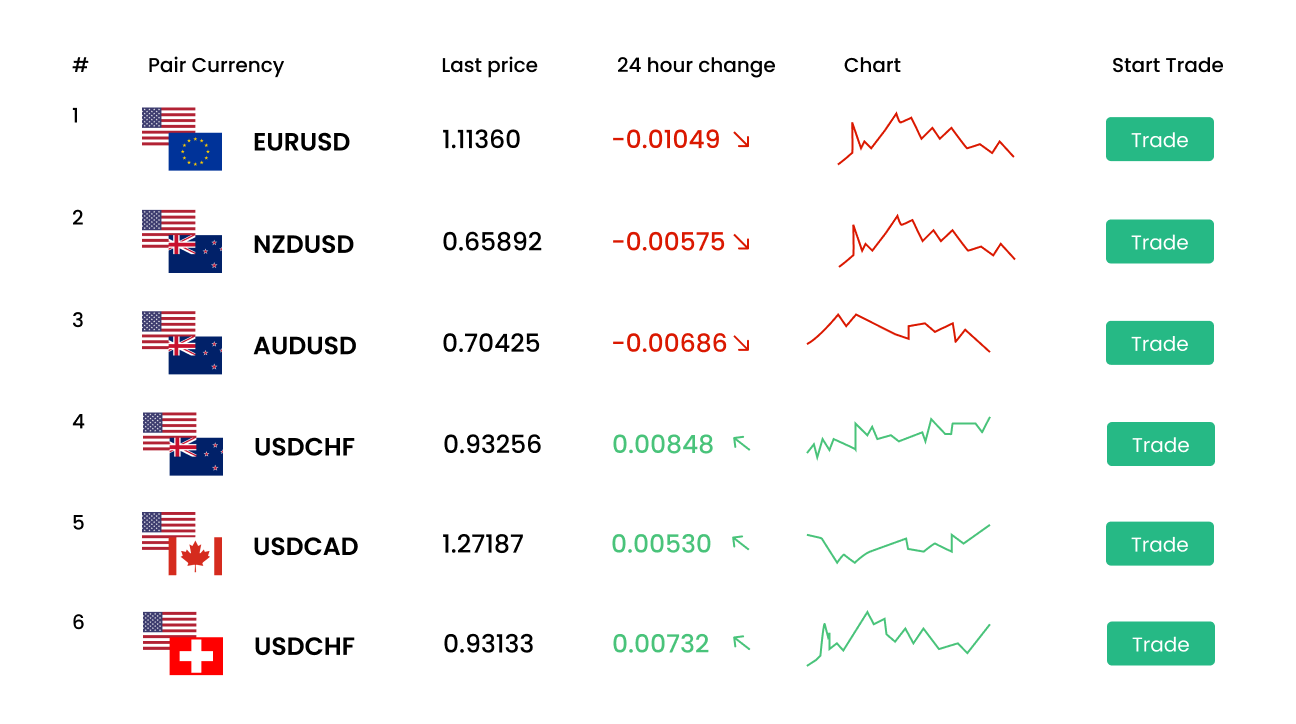 # Pair Currency Last price 24 hour change Chart Start Trade
1 EURUSD 1.11360 -0.01049 Trade
2 NZDUSD 0.65892 -0.00575 Trade
3 AUDUSD 0.70425 -0.00686 Trade
4 USDCHF 0.93256 0.00848 Trade
5 USDCAD 1.27187 0.00530 Trade
6 USDCHF 0.93133 0.00732 Trade